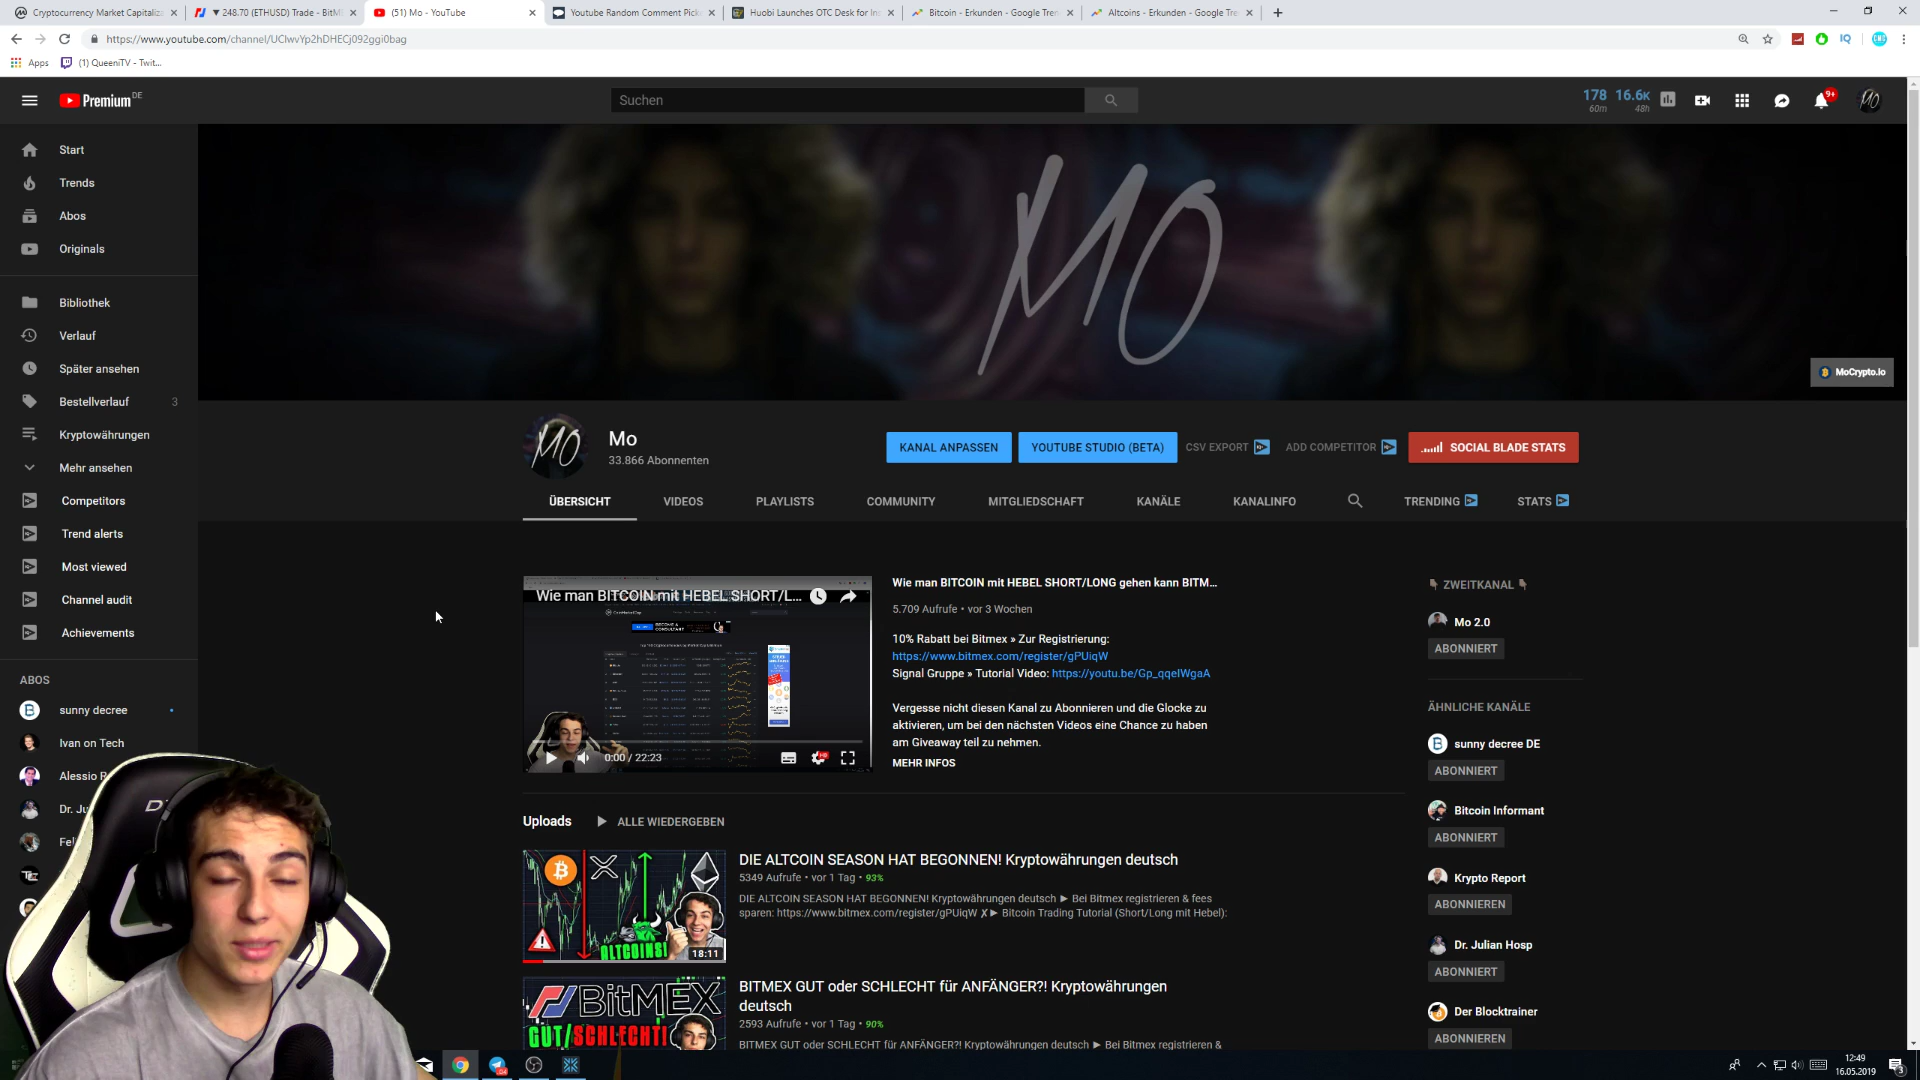 Cryptocurrency Market Capitaliza
▼ 248.70 (ETHUSD) Trade - BitM
(51) Mo - YouTube
Youtube Random Comment Pick
Huobi Launches OTC Desk for In
Bitcoin - Erkunden - Google Tren
Altcoins - Erkunden - Google Tre
https://www.youtube.com/channel/UClwvYp2hDHECj092ggi0bag
Apps
(1) QueeniTV - Twit...
Premium DE
Suchen
178 60m
16.6K 48h
9+
MO
Start
Trends
Abos
Originals
Bibliothek
Verlauf
Später ansehen
Bestellverlauf 3
Kryptowährungen
Mehr ansehen
Competitors
Trend alerts
Most viewed
Channel audit
Achievements
ABOS
sunny decree
Ivan on Tech
Alessio R
Dr. Ju
Fel
MO
MoCrypto.io
MO
Mo
33.866 Abonnenten
KANAL ANPASSEN
YOUTUBE STUDIO (BETA)
CSV EXPORT
ADD COMPETITOR
SOCIAL BLADE STATS
ÜBERSICHT
VIDEOS
PLAYLISTS
COMMUNITY
MITGLIEDSCHAFT
KANÄLE
KANALINFO
TRENDING
STATS
Wie man BITCOIN mit HEBEL SHORT/L...
0:00 / 22:23
Wie man BITCOIN mit HEBEL SHORT/LONG gehen kann BITM...
5.709 Aufrufe • vor 3 Wochen
10% Rabatt bei Bitmex » Zur Registrierung:
https://www.bitmex.com/register/gPUiqW
Signal Gruppe » Tutorial Video: https://youtu.be/Gp_qqeIWgaA
Vergesse nicht diesen Kanal zu Abonnieren und die Glocke zu
aktivieren, um bei den nächsten Videos eine Chance zu haben
am Giveaway teil zu nehmen.
MEHR INFOS
Uploads
ALLE WIEDERGEBEN
ALTCOINS!
18:11
DIE ALTCOIN SEASON HAT BEGONNEN! Kryptowährungen deutsch
5349 Aufrufe • vor 1 Tag • 93%
DIE ALTCOIN SEASON HAT BEGONNEN! Kryptowährungen deutsch ► Bei Bitmex registrieren & fees
sparen: https://www.bitmex.com/register/gPUiqW ✗► Bitcoin Trading Tutorial (Short/Long mit Hebel):
BitMEX
GUT/SCHLECHT!
BITMEX GUT oder SCHLECHT für ANFÄNGER?! Kryptowährungen
deutsch
2593 Aufrufe • vor 1 Tag • 90%
BITMEX GUT oder SCHLECHT für ANFÄNGER?! Kryptowährungen deutsch ► Bei Bitmex registrieren &
ZWEITKANAL
Mo 2.0
ABONNIERT
ÄHNLICHE KANÄLE
sunny decree DE
ABONNIERT
Bitcoin Informant
ABONNIERT
Krypto Report
ABONNIEREN
Dr. Julian Hosp
ABONNIERT
Der Blocktrainer
ABONNIEREN
12:49
16.05.2019
3